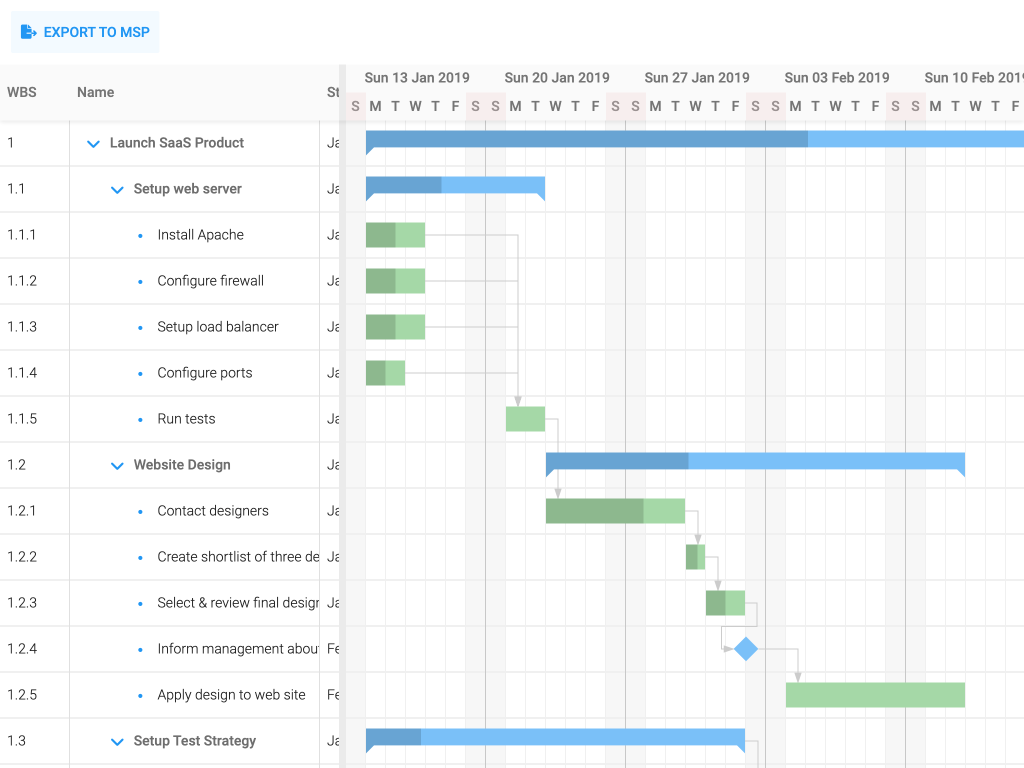 EXPORT TO MSP
WBS Name St Sun 13 Jan 2019 Sun 20 Jan 2019 Sun 27 Jan 2019 Sun 03 Feb 2019 Sun 10 Feb 2019
S M T W T F S S M T W T F S S M T W T F S S M T W T F S S M T W T F
1 Launch SaaS Product Ja
1.1 Setup web server Ja
1.1.1 Install Apache Ja
1.1.2 Configure firewall Ja
1.1.3 Setup load balancer Ja
1.1.4 Configure ports Ja
1.1.5 Run tests Ja
1.2 Website Design Ja
1.2.1 Contact designers Ja
1.2.2 Create shortlist of three de Ja
1.2.3 Select & review final design Ja
1.2.4 Inform management about Fe
1.2.5 Apply design to web site Fe
1.3 Setup Test Strategy Ja